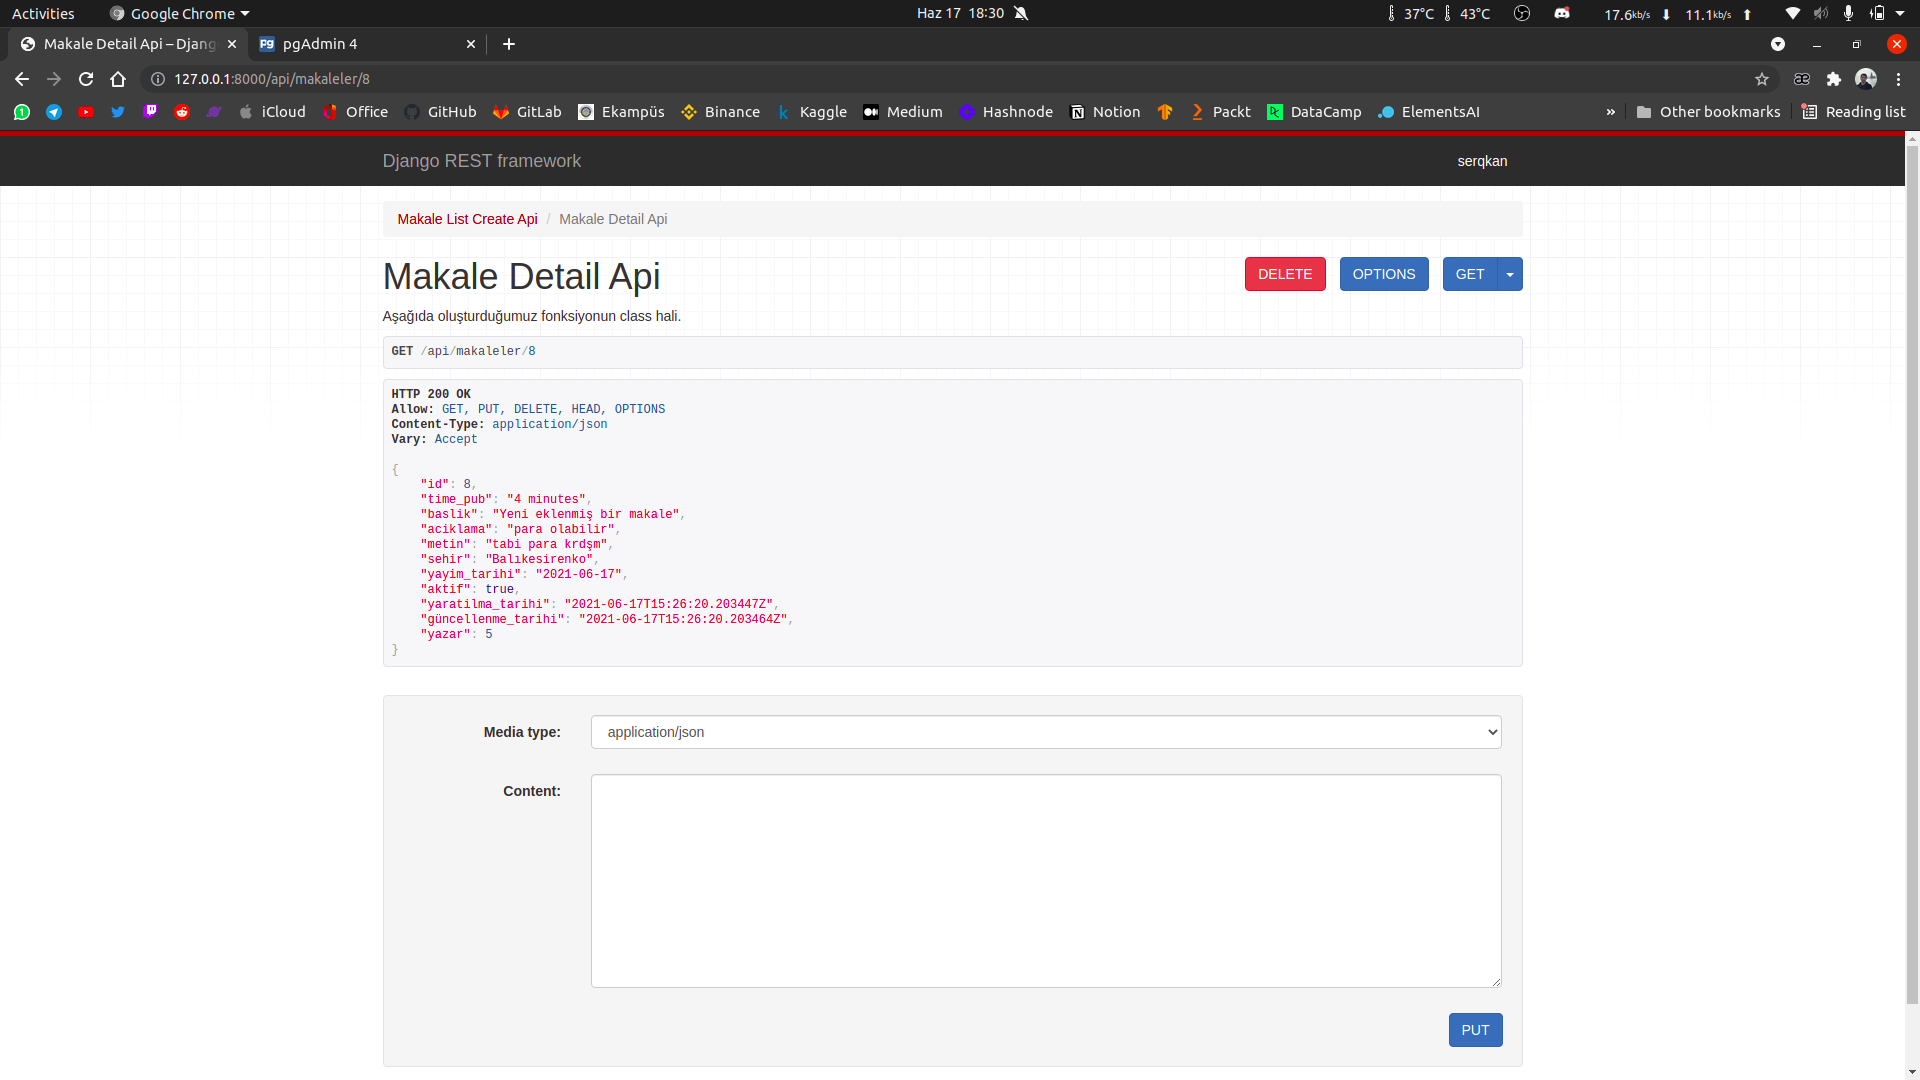 Activities Google Chrome Haz 17 18:30 37°C 43°C 17.6kb/s 11.1kb/s
Makale Detail Api – Djang pgAdmin 4
127.0.0.1:8000/api/makaleler/8
iCloud Office GitHub GitLab Ekampüs Binance Kaggle Medium Hashnode Notion Packt DataCamp ElementsAI » Other bookmarks Reading list
Django REST framework serqkan
Makale List Create Api / Makale Detail Api
Makale Detail Api DELETE OPTIONS GET
Aşağıda oluşturduğumuz fonksiyonun class hali.
GET /api/makaleler/8
HTTP 200 OK
Allow: GET, PUT, DELETE, HEAD, OPTIONS
Content-Type: application/json
Vary: Accept
{
"id": 8,
"time_pub": "4 minutes",
"baslik": "Yeni eklenmiş bir makale",
"aciklama": "para olabilir",
"metin": "tabi para krdşm",
"sehir": "Balıkesirenko",
"yayim_tarihi": "2021-06-17",
"aktif": true,
"yaratilma_tarihi": "2021-06-17T15:26:20.203447Z",
"güncellenme_tarihi": "2021-06-17T15:26:20.203464Z",
"yazar": 5
}
Media type: application/json
Content:
PUT